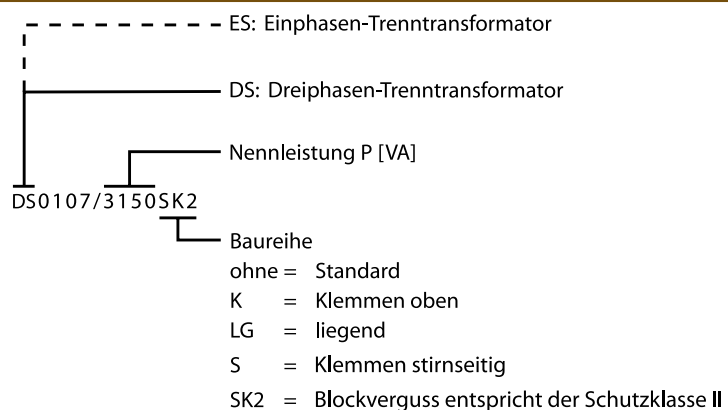 ES: Einphasen-Trenntransformator
DS: Dreiphasen-Trenntransformator
Nennleistung P [VA]
DS0107/3150SK2
Baureihe
ohne = Standard
K = Klemmen oben
LG = liegend
S = Klemmen stirnseitig
SK2 = Blockverguss entspricht der Schutzklasse II